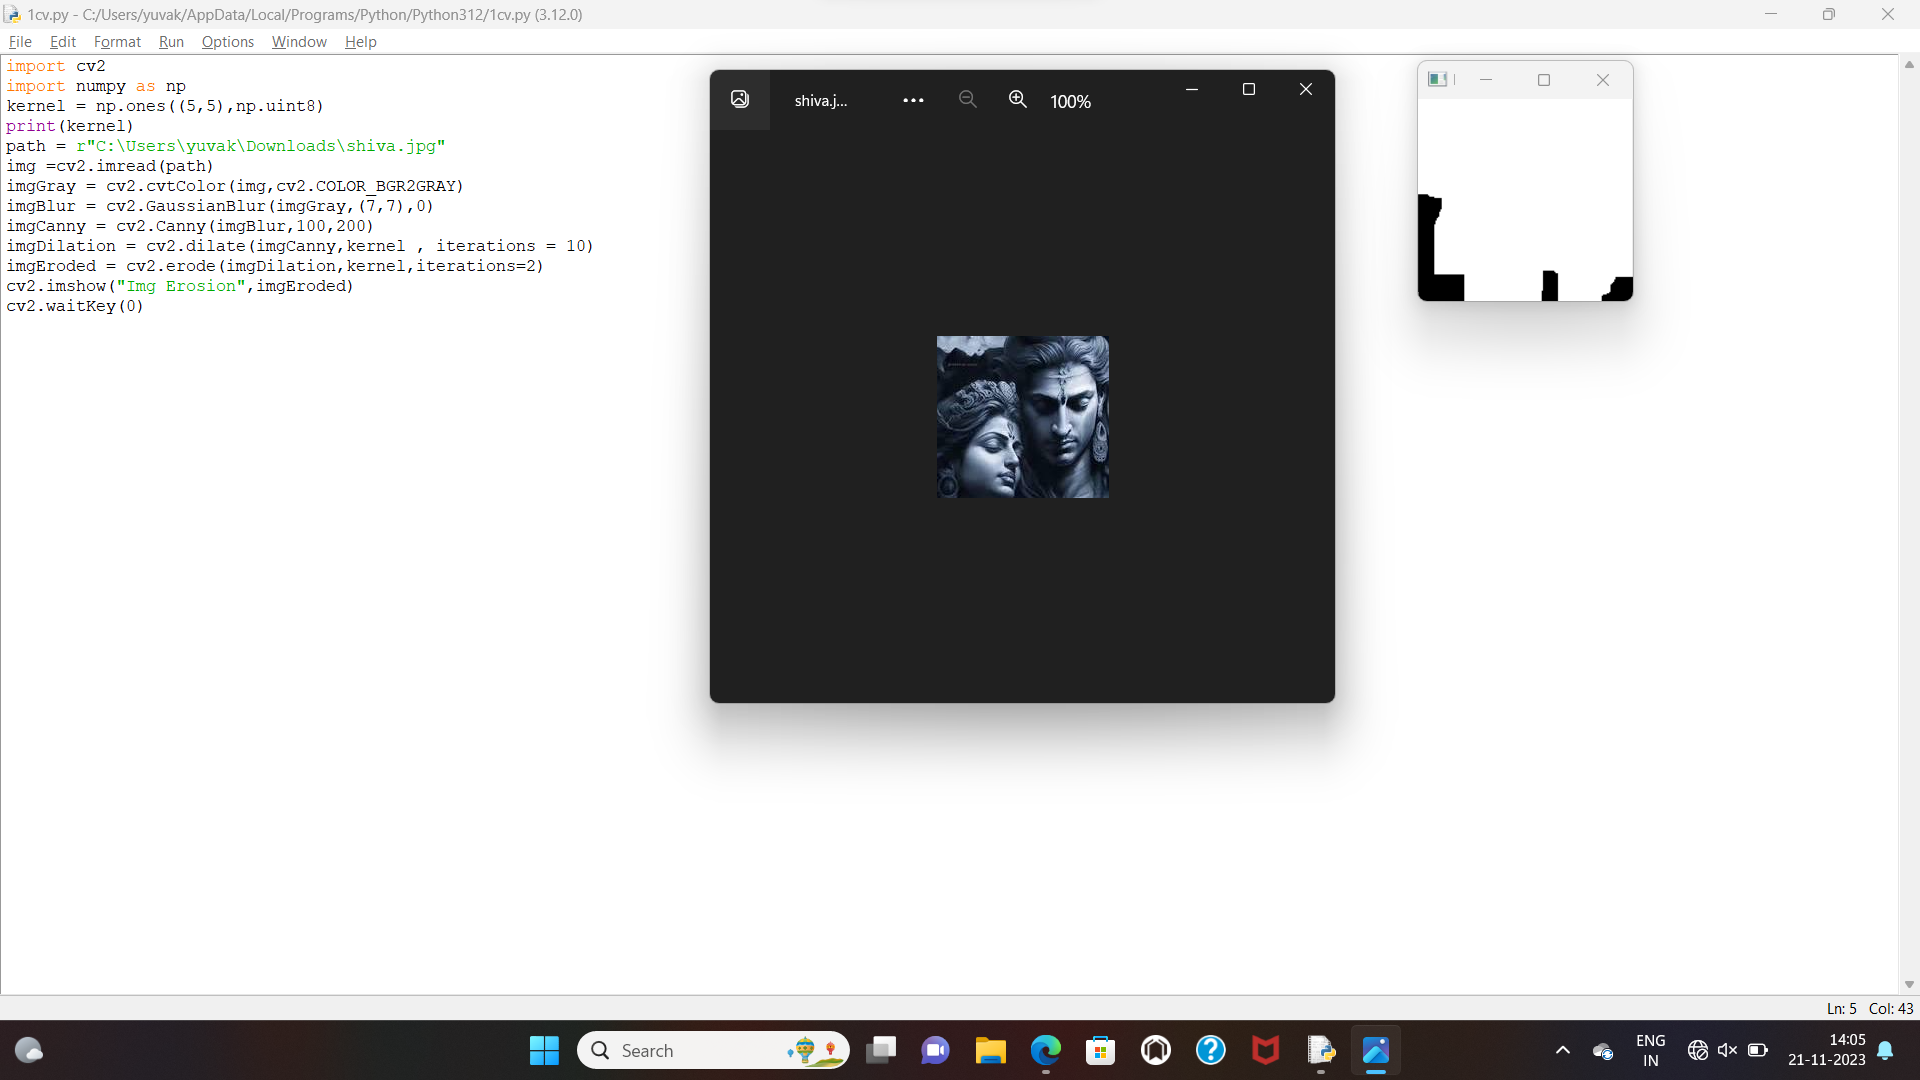 1cv.py - C:/Users/yuvak/AppData/Local/Programs/Python/Python312/1cv.py (3.12.0)
File Edit Format Run Options Window Help
import cv2
import numpy as np
kernel = np.ones((5,5),np.uint8)
print(kernel)
path = r"C:\Users\yuvak\Downloads\shiva.jpg"
img =cv2.imread(path)
imgGray = cv2.cvtColor(img,cv2.COLOR_BGR2GRAY)
imgBlur = cv2.GaussianBlur(imgGray,(7,7),0)
imgCanny = cv2.Canny(imgBlur,100,200)
imgDilation = cv2.dilate(imgCanny,kernel , iterations = 10)
imgEroded = cv2.erode(imgDilation,kernel,iterations=2)
cv2.imshow("Img Erosion",imgEroded)
cv2.waitKey(0)
shiva.j... 100%
Ln: 5 Col: 43
Search
ENG
IN
14:05
21-11-2023